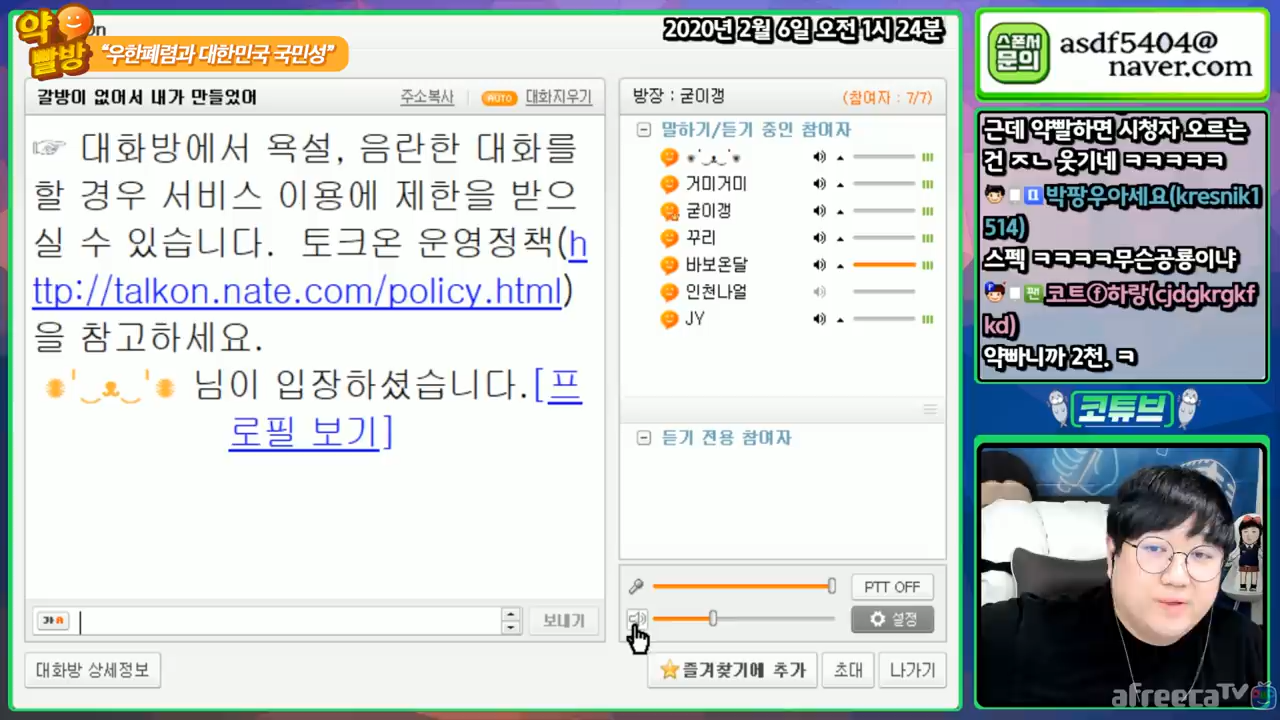 약빨방
“우한폐렴과 대한민국 국민성”
2020년 2월 6일 오전 1시 24분
갈방이 없어서 내가 만들었어
주소복사
AUTO
대화지우기
☞ 대화방에서 욕설, 음란한 대화를
할 경우 서비스 이용에 제한을 받으
실 수 있습니다. 토크온 운영정책(h
ttp://talkon.nate.com/policy.html)
을 참고하세요.
님이 입장하셨습니다.[프
로필 보기]
보내기
대화방 상세정보
방장 : 굳이갱
(참여자 : 7/7)
말하기/듣기 중인 참여자
거미거미
굳이갱
꾸리
바보온달
인천나얼
JY
듣기 전용 참여자
PTT OFF
설정
즐겨찾기에 추가
초대
나가기
스폰서
문의
asdf5404@
naver.com
근데 약빨하면 시청자 오르는
건 ㅈㄴ 웃기네 ㅋㅋㅋㅋㅋ
박팡우아세요(kresnik1
514)
스펙 ㅋㅋㅋㅋ무슨공룡이냐
팬 코트ⓕ하랑(cjdgkrgkf
kd)
약빠니까 2천. ㅋ
코튜브
afreecaTV